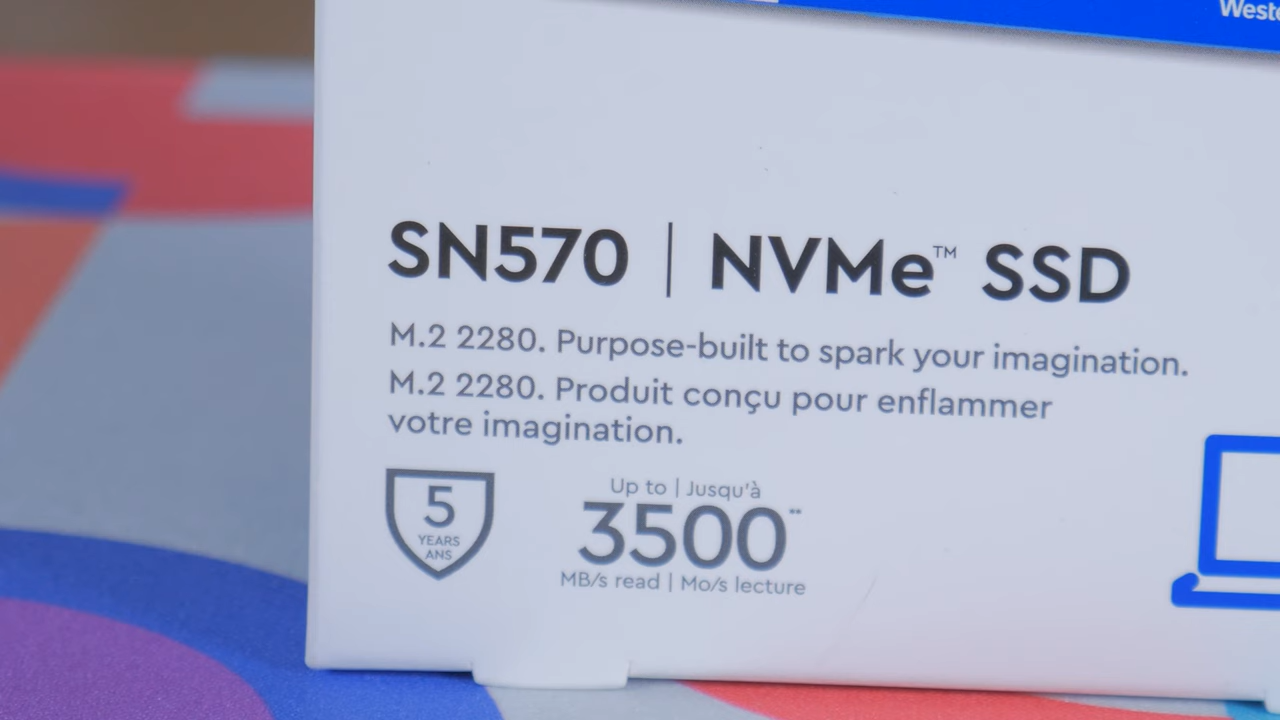 SN570 | NVMe™ SSD
M.2 2280. Purpose-built to spark your imagination.
M.2 2280. Produit conçu pour enflammer
votre imagination.
5
YEARS
ANS
Up to | Jusqu'à
3500**
MB/s read | Mo/s lecture